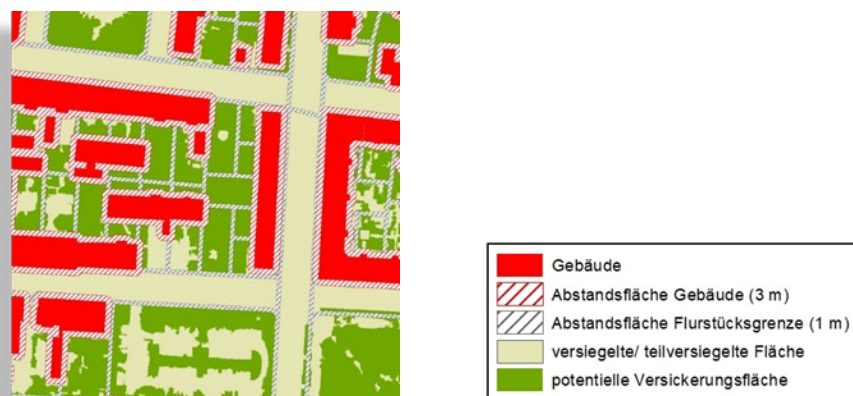 Gebäude
Abstandsfläche Gebäude (3 m)
Abstandsfläche Flurstücksgrenze (1 m)
versiegelte/ teilversiegelte Fläche
potentielle Versickerungsfläche